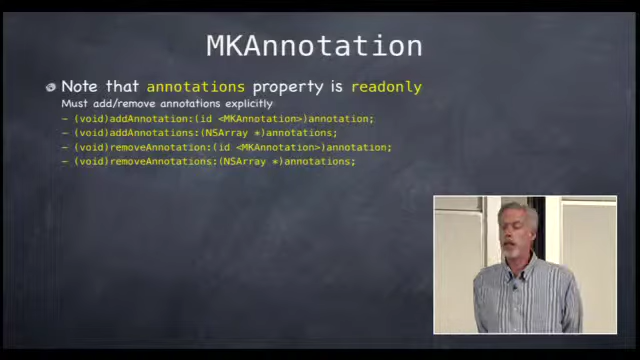 MKAnnotation
Note that annotations property is readonly
Must add/remove annotations explicitly
- (void)addAnnotation:(id <MKAnnotation>)annotation;
- (void)addAnnotations:(NSArray *)annotations;
- (void)removeAnnotation:(id <MKAnnotation>)annotation;
- (void)removeAnnotations:(NSArray *)annotations;